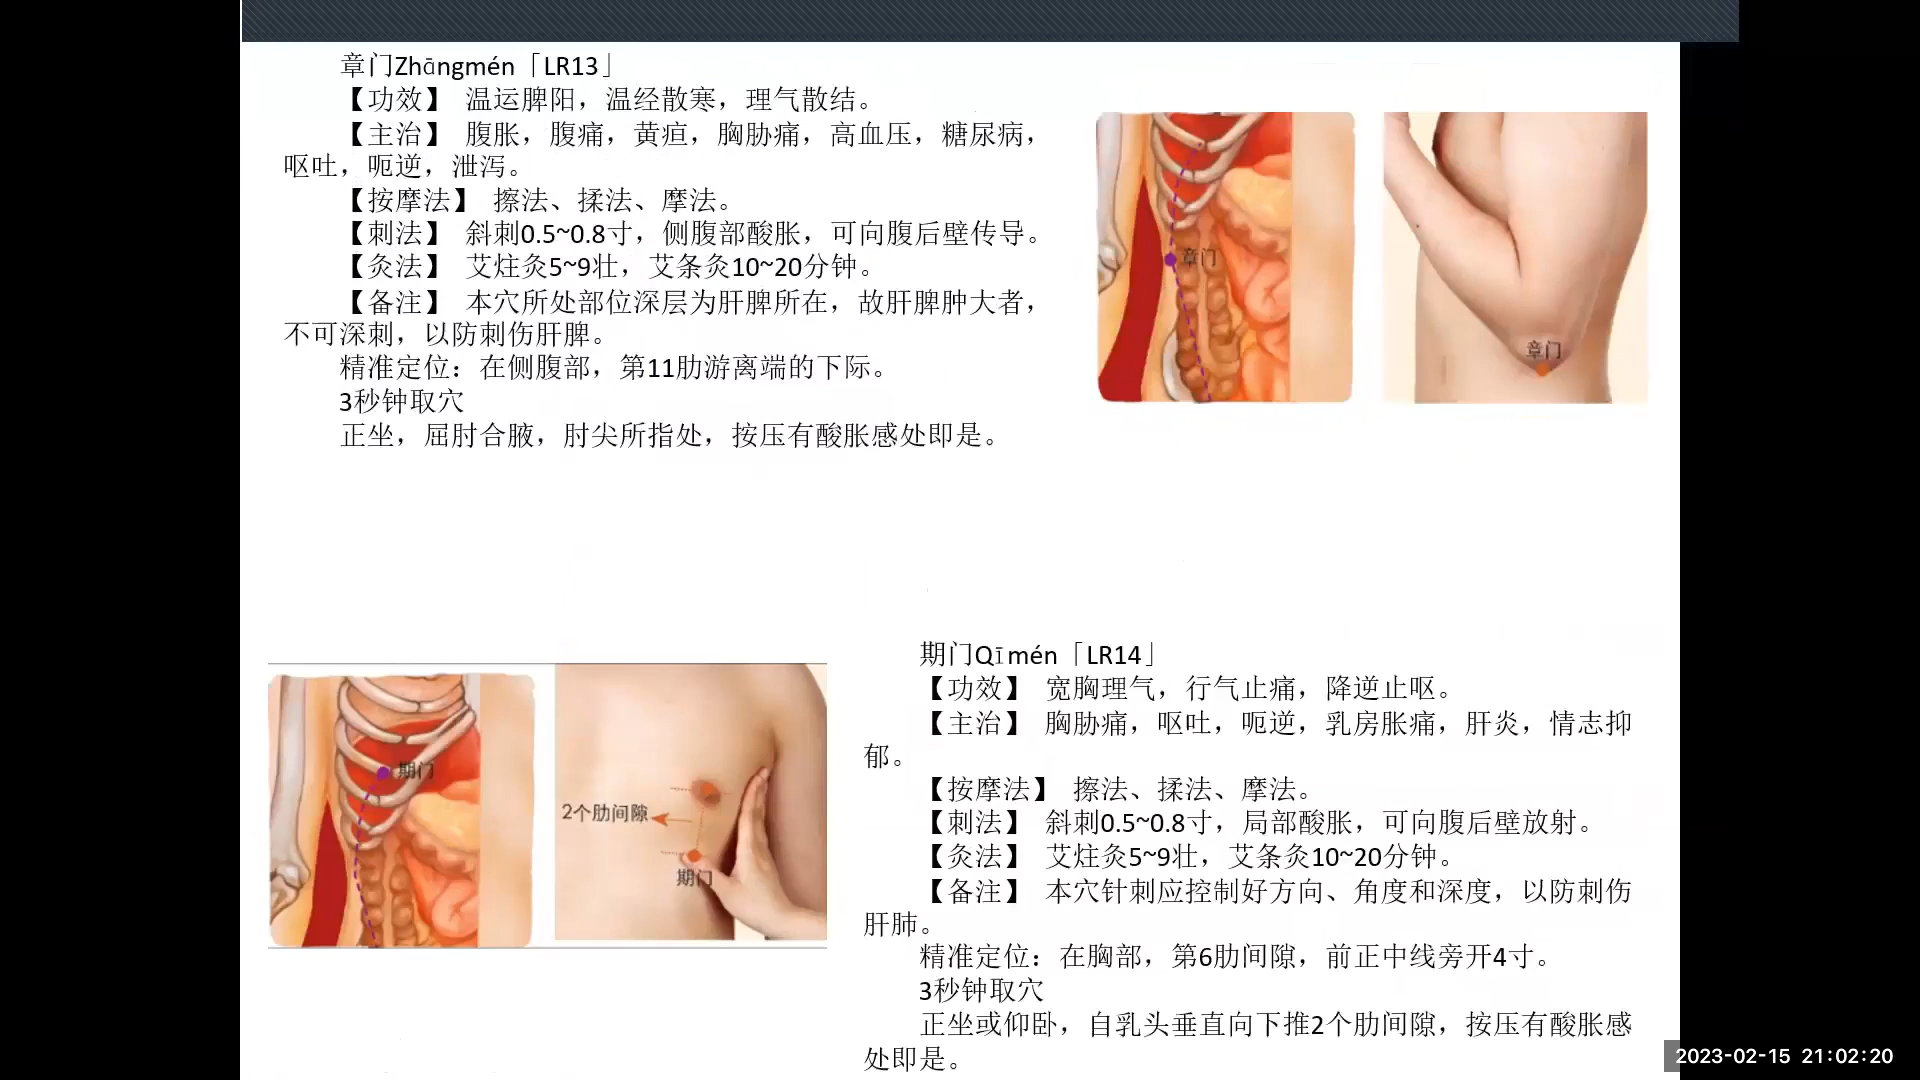 章门Zhāngmén「LR13」
【功效】 温运脾阳，温经散寒，理气散结。
【主治】 腹胀，腹痛，黄疸，胸胁痛，高血压，糖尿病，
呕吐，呃逆，泄泻。
【按摩法】 擦法、揉法、摩法。
【刺法】 斜刺0.5~0.8寸，侧腹部酸胀，可向腹后壁传导。
【灸法】 艾炷灸5~9壮，艾条灸10~20分钟。
【备注】 本穴所处部位深层为肝脾所在，故肝脾肿大者，
不可深刺，以防刺伤肝脾。
精准定位：在侧腹部，第11肋游离端的下际。
3秒钟取穴
正坐，屈肘合腋，肘尖所指处，按压有酸胀感处即是。
章门
章门
期门
2个肋间隙
期门
期门Qīmén「LR14」
【功效】 宽胸理气，行气止痛，降逆止呕。
【主治】 胸胁痛，呕吐，呃逆，乳房胀痛，肝炎，情志抑
郁。
【按摩法】 擦法、揉法、摩法。
【刺法】 斜刺0.5~0.8寸，局部酸胀，可向腹后壁放射。
【灸法】 艾炷灸5~9壮，艾条灸10~20分钟。
【备注】 本穴针刺应控制好方向、角度和深度，以防刺伤
肝肺。
精准定位：在胸部，第6肋间隙，前正中线旁开4寸。
3秒钟取穴
正坐或仰卧，自乳头垂直向下推2个肋间隙，按压有酸胀感
处即是。
2023-02-15 21:02:20